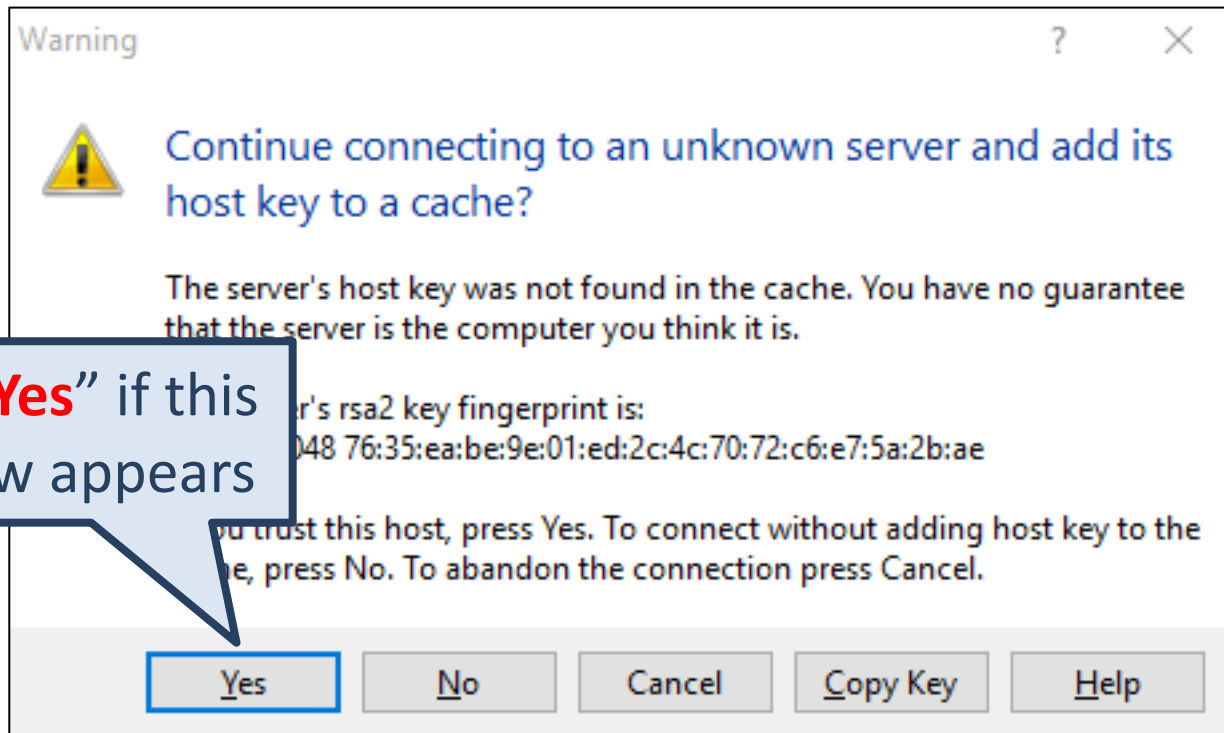 Warning
Continue connecting to an unknown server and add its
host key to a cache?
The server's host key was not found in the cache. You have no guarantee
that the server is the computer you think it is.
Yes” if this
appears
rsa2 key fingerprint is:
76:35:ea:be:9e:01:ed:2c:4c:70:72:c6:e7:5a:2b:ae
trust this host, press Yes. To connect without adding host key to the
press No. To abandon the connection press Cancel.
Yes No Cancel Copy Key Help